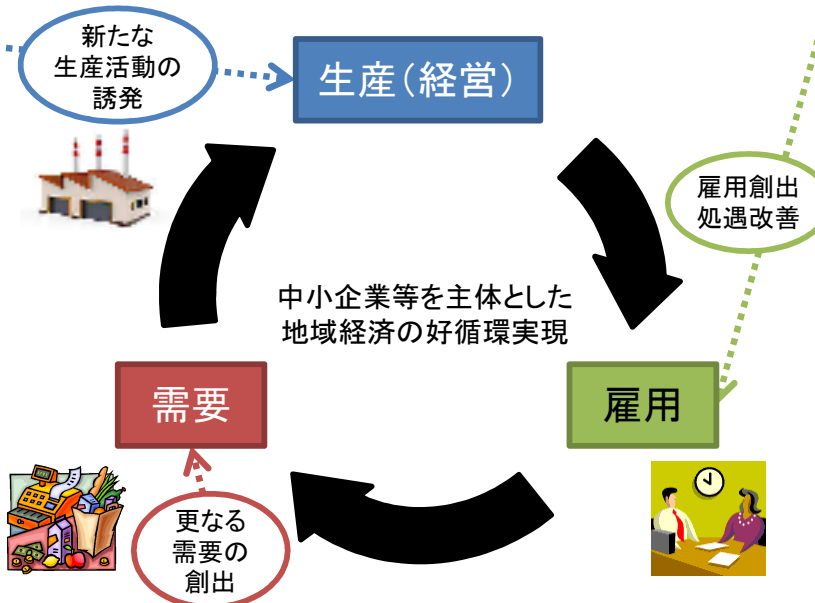 新たな
生産活動の
誘発
生産（経営）
雇用創出
処遇改善
中小企業等を主体とした
地域経済の好循環実現
需要
雇用
更なる
需要の
創出